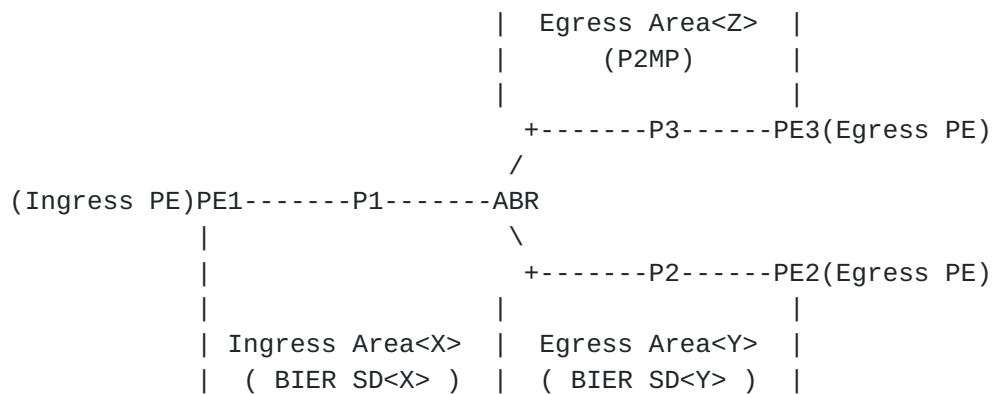 |  Egress Area<Z>  |
|     (P2MP)       |
|                  |
+-------P3------PE3(Egress PE)
/
(Ingress PE)PE1-------P1-------ABR
|                   \
|                    +-------P2------PE2(Egress PE)
|                   |                  |
| Ingress Area<X>  |  Egress Area<Y>  |
|  ( BIER SD<X> )  |  ( BIER SD<Y> )  |